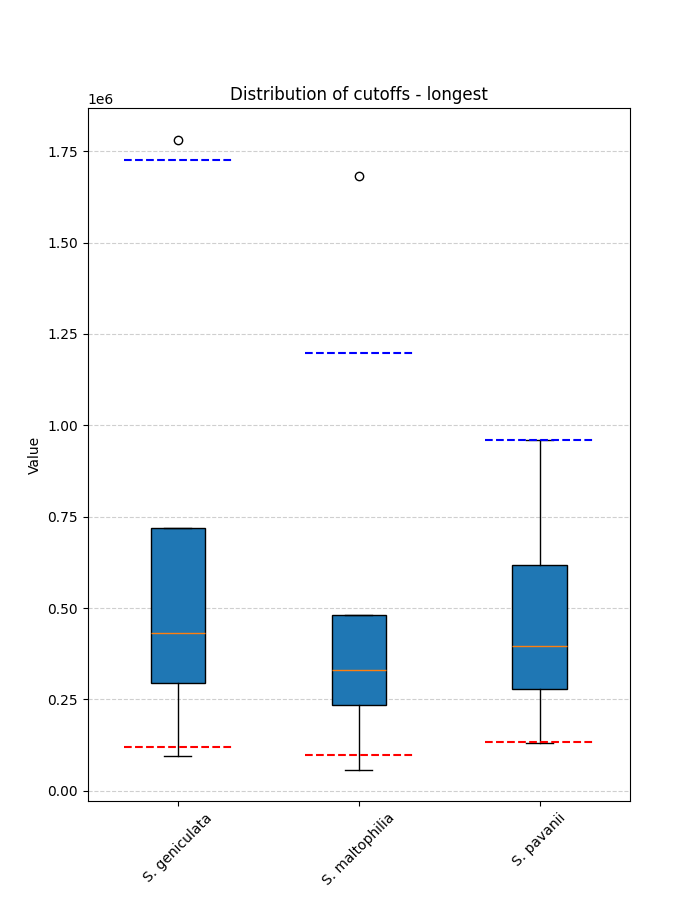 Distribution of cutoffs - longest
1e6
1.75
1.50
1.25
1.00
0.75
0.50
0.25
0.00
Value
S. geniculata
S. maltophilia
S. pavanii